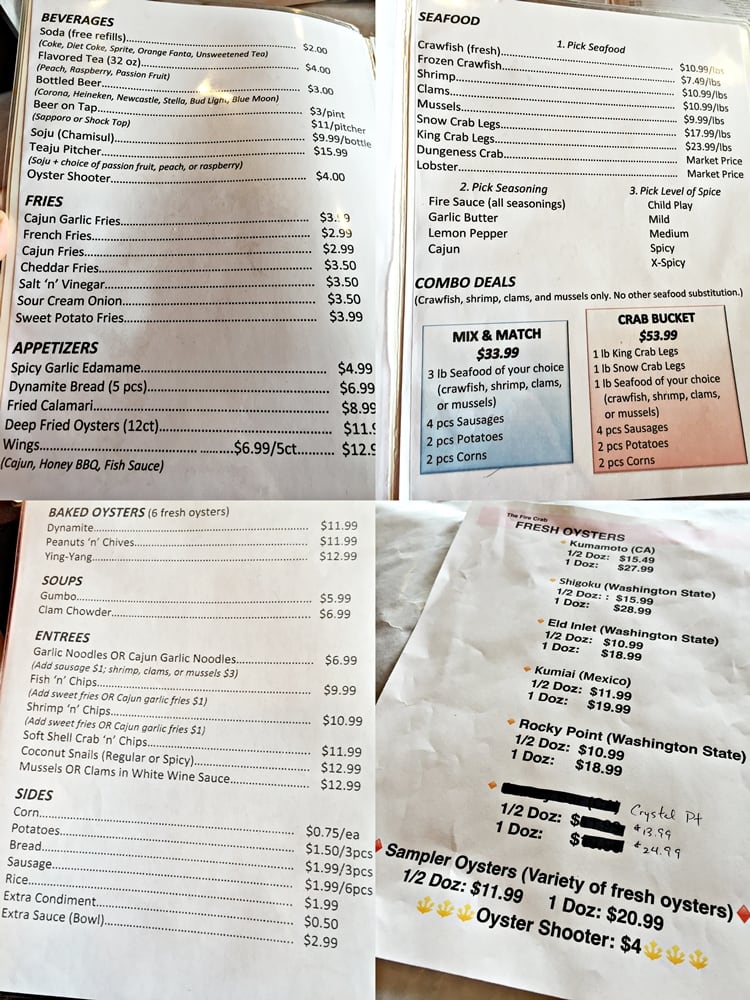 BEVERAGES
Soda (free refills)........ $2.00
(Coke, Diet Coke, Sprite, Orange Fanta, Unsweetened Tea)
Flavored Tea (32 oz)........ $4.00
(Peach, Raspberry, Passion Fruit)
Bottled Beer........ $3.00
(Corona, Heineken, Newcastle, Stella, Bud Light, Blue Moon)
Beer on Tap........ $3/pint
(Sapporo or Shock Top) $11/pitcher
Soju (Chamisul)........ $9.99/bottle
Teaju Pitcher........ $15.99
(Soju + choice of passion fruit, peach, or raspberry)
Oyster Shooter........ $4.00
FRIES
Cajun Garlic Fries........
French Fries........ $2.99
Cajun Fries........ $2.99
Cheddar Fries........ $3.50
Salt 'n' Vinegar........ $3.50
Sour Cream Onion........ $3.50
Sweet Potato Fries........ $3.99
APPETIZERS
Spicy Garlic Edamame........ $4.99
Dynamite Bread (5 pcs)........ $6.99
Fried Calamari........ $8.99
Deep Fried Oysters (12ct)........ $11.
Wings........ $6.99/5ct........ $12.
(Cajun, Honey BBQ, Fish Sauce)
SEAFOOD
1. Pick Seafood
Crawfish (fresh)........ $10.99/lbs
Frozen Crawfish........ $7.49/lbs
Shrimp........ $10.99/lbs
Clams........ $10.99/lbs
Mussels........ $9.99/lbs
Snow Crab Legs........ $17.99/lbs
King Crab Legs........ $23.99/lbs
Dungeness Crab........ Market Price
Lobster........ Market Price
2. Pick Seasoning
Fire Sauce (all seasonings)
Garlic Butter
Lemon Pepper
Cajun
3. Pick Level of Spice
Child Play
Mild
Medium
Spicy
X-Spicy
COMBO DEALS
(Crawfish, shrimp, clams, and mussels only. No other seafood substitution.)
MIX & MATCH
$33.99
3 lb Seafood of your choice
(crawfish, shrimp, clams,
or mussels)
4 pcs Sausages
2 pcs Potatoes
2 pcs Corns
CRAB BUCKET
$53.99
1 lb King Crab Legs
1 lb Snow Crab Legs
1 lb Seafood of your choice
(crawfish, shrimp, clams,
or mussels)
4 pcs Sausages
2 pcs Potatoes
2 pcs Corns
BAKED OYSTERS (6 fresh oysters)
Dynamite........ $11.99
Peanuts 'n' Chives........ $11.99
Ying-Yang........ $12.99
SOUPS
Gumbo........ $5.99
Clam Chowder........ $6.99
ENTREES
Garlic Noodles OR Cajun Garlic Noodles........ $6.99
(Add sausage $1; shrimp, clams, or mussels $3)
Fish 'n' Chips........ $9.99
(Add sweet fries OR Cajun garlic fries $1)
Shrimp 'n' Chips........ $10.99
(Add sweet fries OR Cajun garlic fries $1)
Soft Shell Crab 'n' Chips........ $11.99
Coconut Snails (Regular or Spicy)........ $12.99
Mussels OR Clams in White Wine Sauce........ $12.99
SIDES
Corn........ $0.75/ea
Potatoes........ $1.50/3pcs
Bread........ $1.99/3pcs
Sausage........ $1.99/6pcs
Rice........ $1.99
Extra Condiment........ $0.50
Extra Sauce (Bowl)........ $2.99
The Fire Crab
FRESH OYSTERS
Kumamoto (CA)
1/2 Doz: $15.49
1 Doz: $27.99
Shigoku (Washington State)
1/2 Doz: : $15.99
1 Doz: $28.99
Eld Inlet (Washington State)
1/2 Doz: $10.99
1 Doz: $18.99
Kumiai (Mexico)
1/2 Doz: $11.99
1 Doz: $19.99
Rocky Point (Washington State)
1/2 Doz: $10.99
1 Doz: $18.99
Crystal Pt
1/2 Doz: $ $13.99
1 Doz: $ $24.99
Sampler Oysters (Variety of fresh oysters)
1/2 Doz: $11.99 1 Doz: $20.99
Oyster Shooter: $4